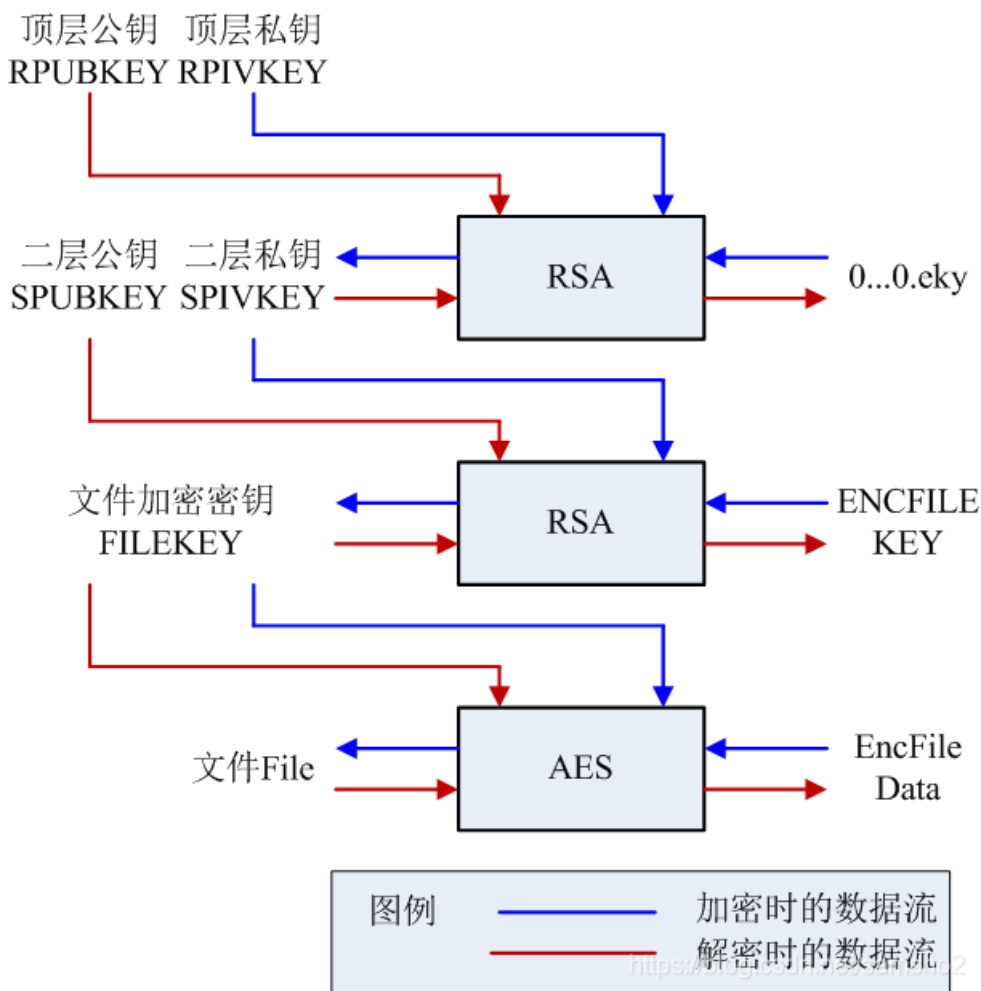 顶层公钥 顶层私钥
RPUBKEY RPIVKEY
二层公钥 二层私钥
SPUBKEY SPIVKEY
RSA
0...0.eky
文件加密密钥
FILEKEY
RSA
ENCFILE
KEY
文件File
AES
EncFile
Data
图例
加密时的数据流
解密时的数据流